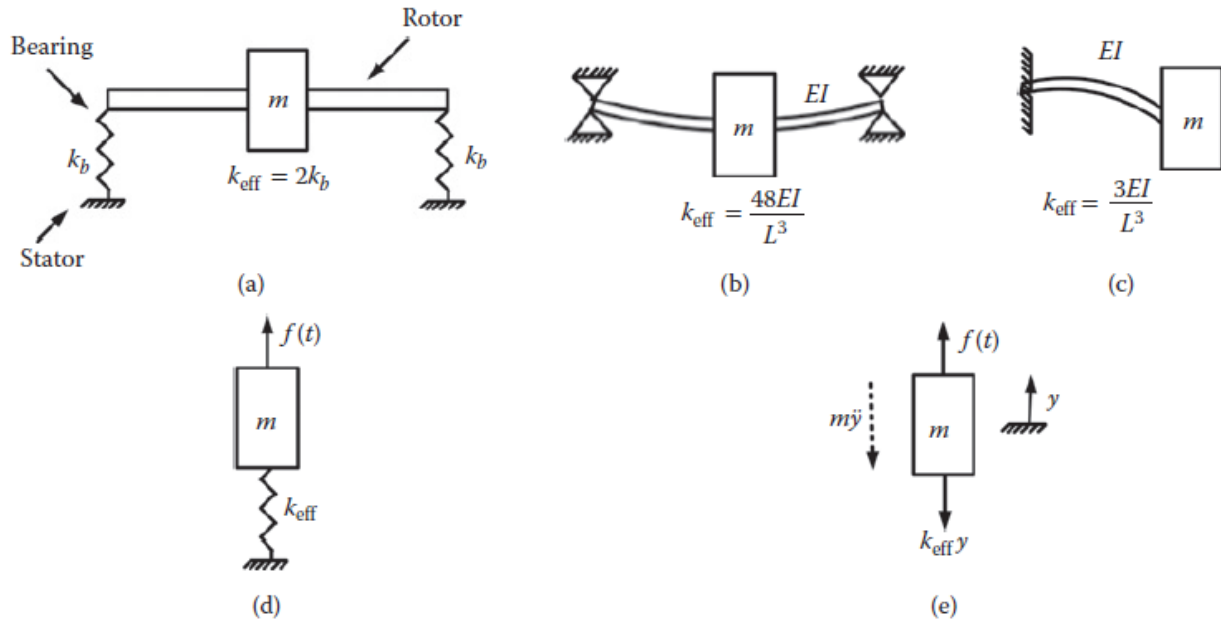 Bearing
Rotor
m
k_b
k_b
k_eff = 2k_b
Stator
(a)
EI
m
k_eff = 48EI / L^3
(b)
EI
m
k_eff = 3EI / L^3
(c)
f(t)
m
k_eff
(d)
f(t)
mÿ
m
y
k_eff y
(e)